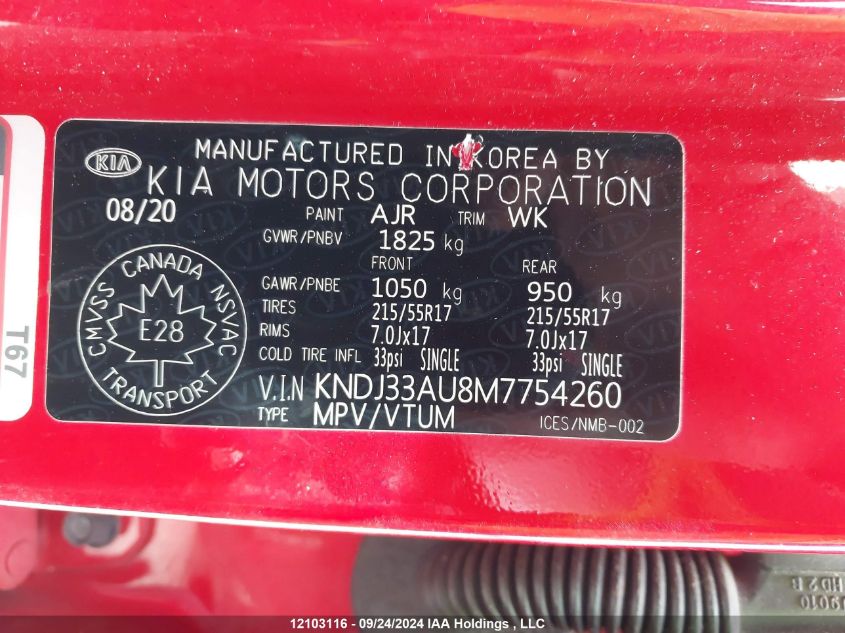 KIA
MANUFACTURED IN KOREA BY
KIA MOTORS CORPORATION
08/20 PAINT AJR TRIM WK
GVWR/PNBV 1825 kg
FRONT REAR
GAWR/PNBE 1050 kg 950 kg
TIRES 215/55R17 215/55R17
RIMS 7.0Jx17 7.0Jx17
COLD TIRE INFL 33psi SINGLE 33psi SINGLE
V.I.N KNDJ33AU8M7754260
TYPE MPV/VTUM
ICES/NMB-002
CANADA
CMVSS NSVAC
E28
TRANSPORT
T67
HD2 B
12103116 - 09/24/2024 IAA Holdings , LLC